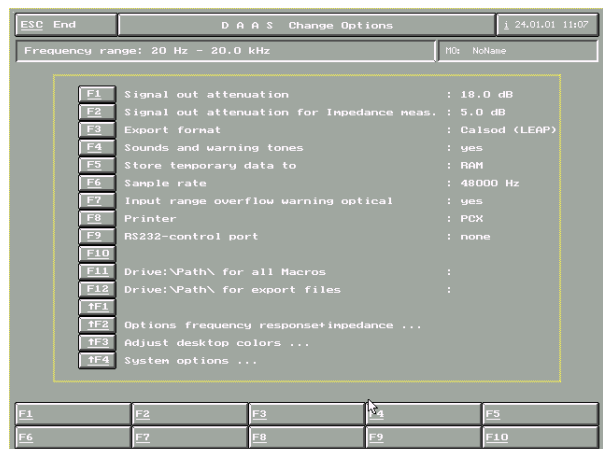 ESC End D A A S Change Options i 24.01.01 11:07
Frequency range: 20 Hz - 20.0 kHz M0: NoName
F1 Signal out attenuation : 18.0 dB
F2 Signal out attenuation for Impedance meas. : 5.0 dB
F3 Export format : Calsod (LEAP)
F4 Sounds and warning tones : yes
F5 Store temporary data to : RAM
F6 Sample rate : 48000 Hz
F7 Input range overflow warning optical : yes
F8 Printer : PCX
F9 RS232-control port : none
F10
F11 Drive:\Path\ for all Macros :
F12 Drive:\Path\ for export files :
↑F1
↑F2 Options frequency response+impedance ...
↑F3 Adjust desktop colors ...
↑F4 System options ...
F1 F2 F3 F4 F5
F6 F7 F8 F9 F10